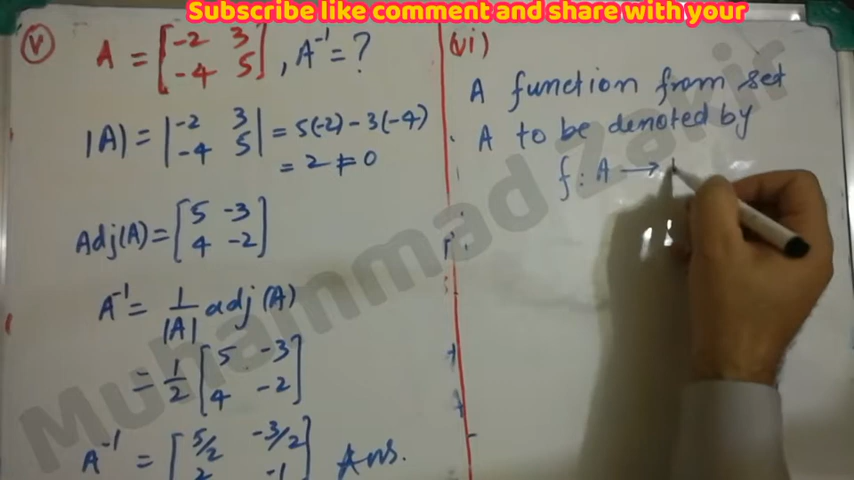 Subscribe like comment and share with your
(v) A = [-2 3 -4 5], A⁻¹ = ?
|A| = |-2 3 -4 5| = 5(-2) - 3(-4)
= 2 ≠ 0
Adj(A) = [5 -3 4 -2]
A⁻¹ = 1/|A| adj(A)
= 1/2 [5 -3 4 -2]
A⁻¹ = [5/2 -3/2 2 -1] Ans.
(vi)
A function from set
A to be denoted by
f : A →
Muhammad Zakir